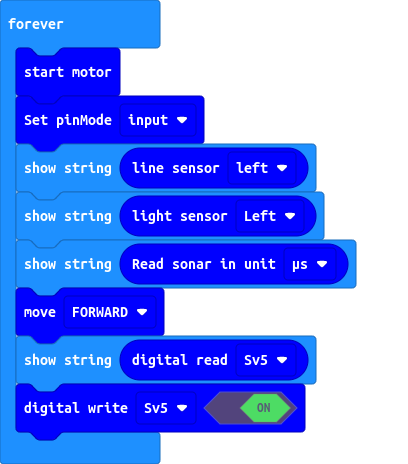 forever
start motor
Set pinMode input
show string line sensor left
show string light sensor Left
show string Read sonar in unit µs
move FORWARD
show string digital read Sv5
digital write Sv5 ON